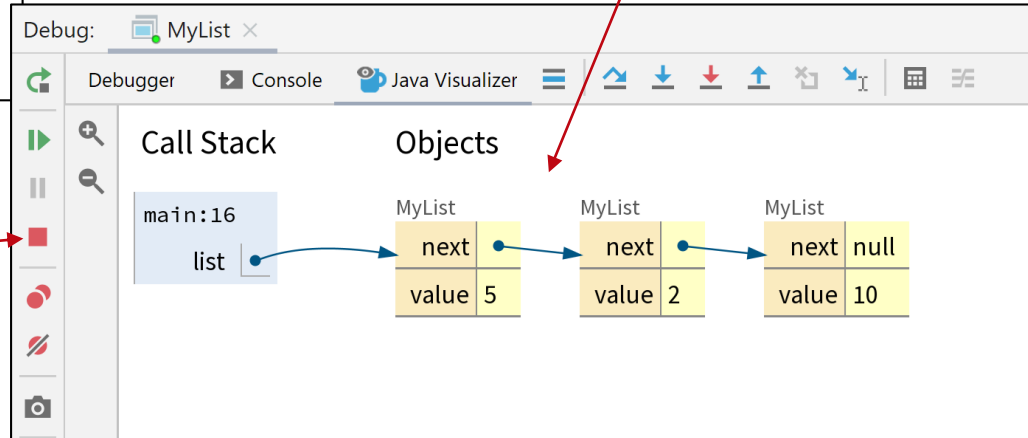 Debug: MyList
Debugger Console Java Visualizer
Call Stack Objects
main:16
list
MyList MyList MyList
next next next null
value 5 value 2 value 10